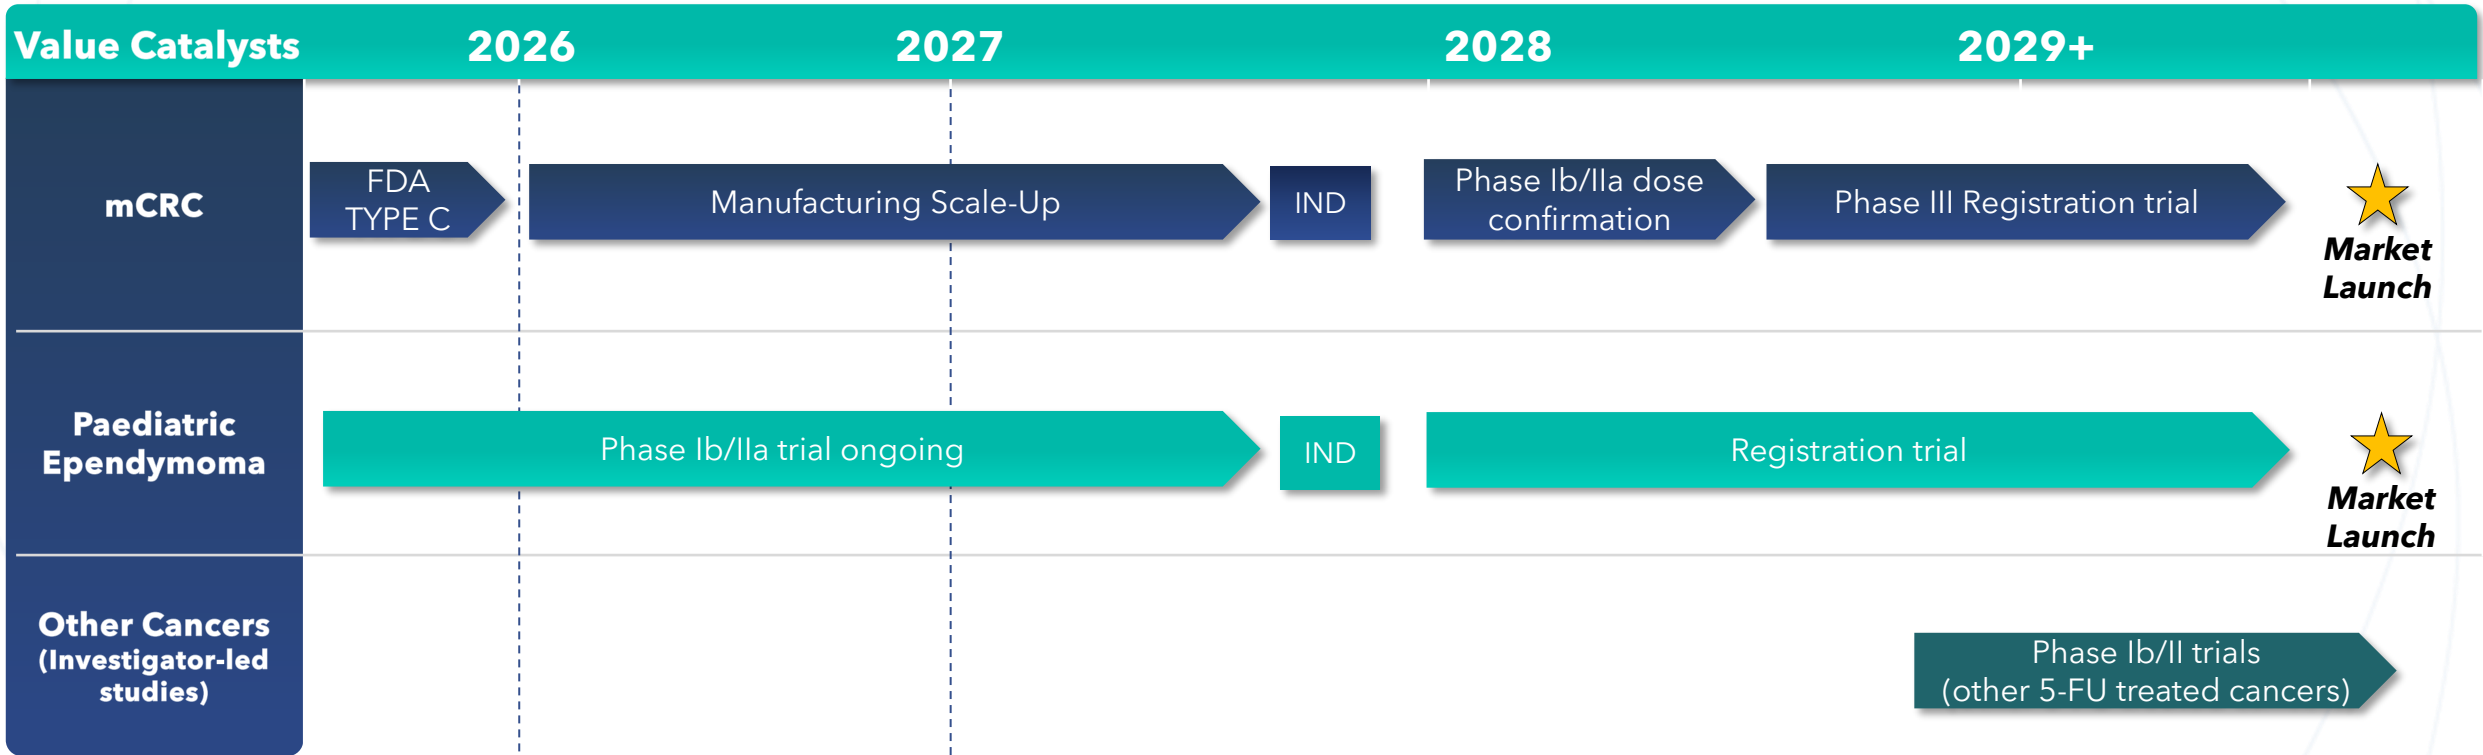 Value Catalysts 2026 2027 2028 2029+
mCRC
FDA
TYPE C
Manufacturing Scale-Up
IND
Phase Ib/IIa dose
confirmation
Phase III Registration trial
Market
Launch
Paediatric
Ependymoma
Phase Ib/IIa trial ongoing
IND
Registration trial
Market
Launch
Other Cancers
(Investigator-led
studies)
Phase Ib/II trials
(other 5-FU treated cancers)